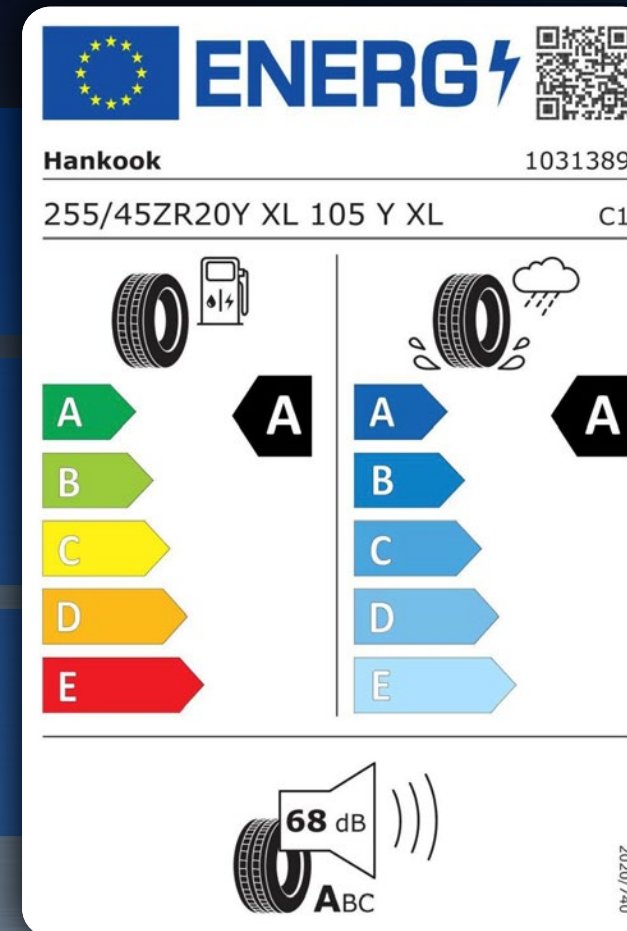 ENERG
Hankook 1031389
255/45ZR20Y XL 105 Y XL C1
A A
B
C
D
E
A A
B
C
D
E
68 dB
ABC
2020/740